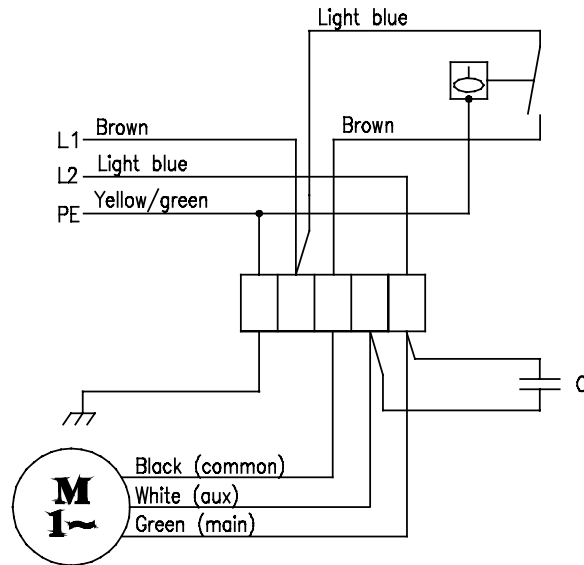 Light blue
L1 Brown
Brown
L2 Light blue
PE Yellow/green
Black (common)
White (aux)
Green (main)
M
1~